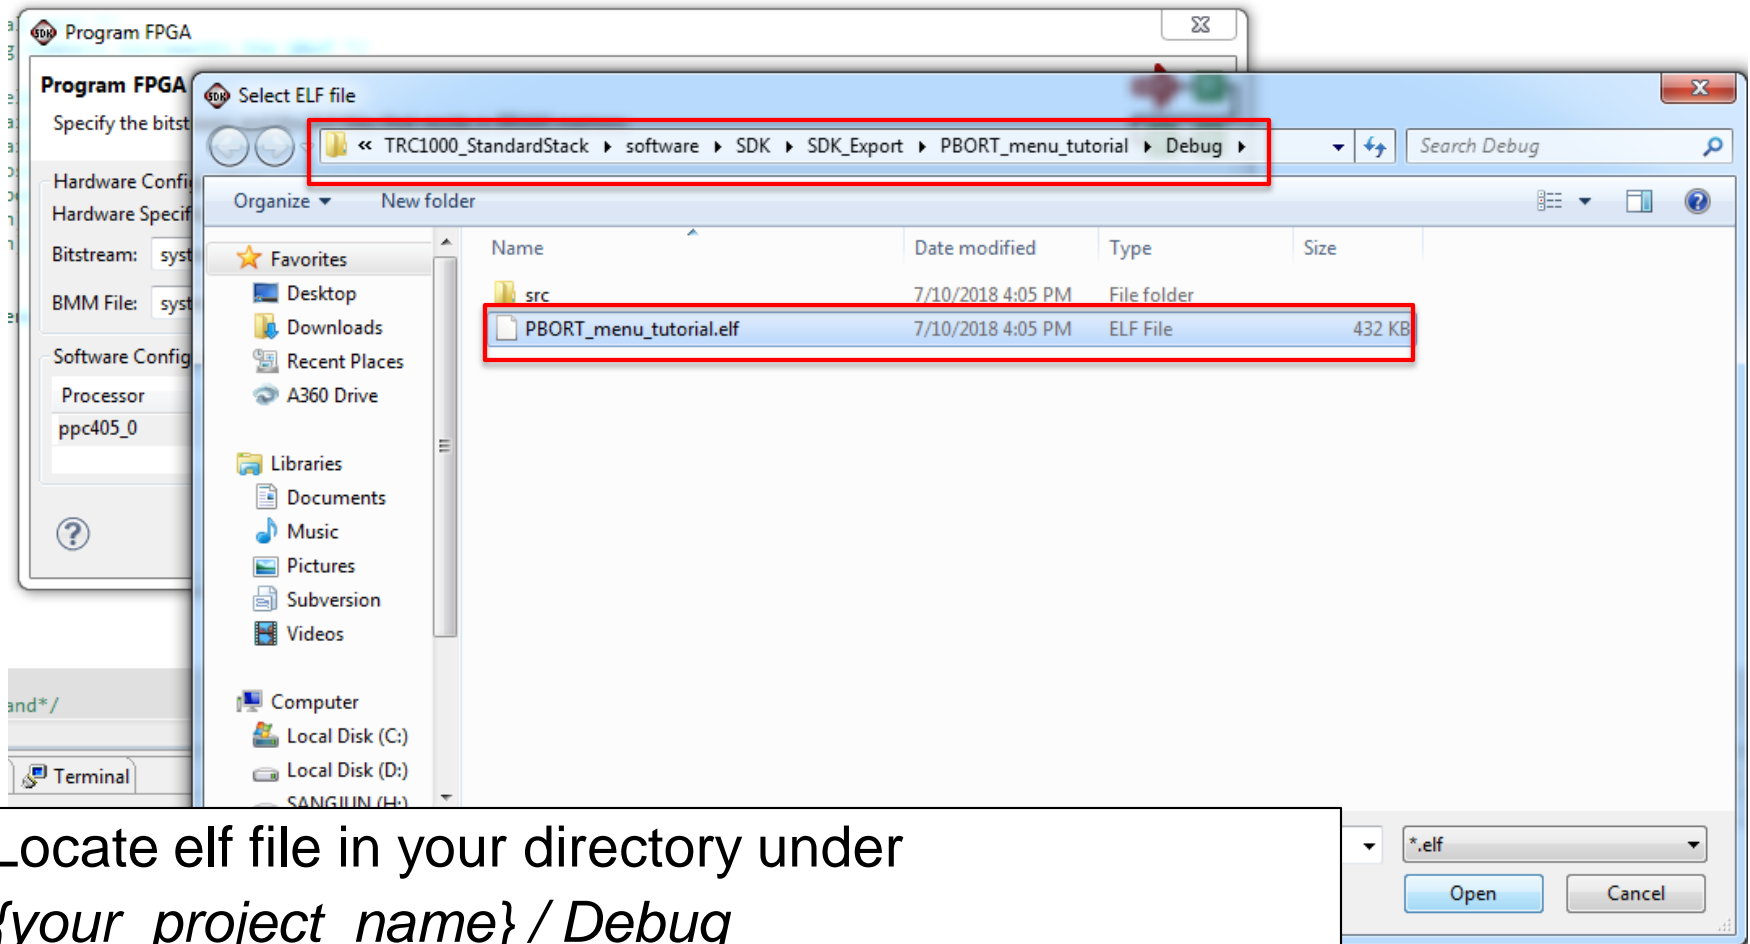 Program FPGA
Program FPGA
Specify the bitst
Hardware Confi
Hardware Specif
Bitstream: syst
BMM File: syst
Software Config
Processor
ppc405_0
and*/
Terminal
Select ELF file
« TRC1000_StandardStack software SDK SDK_Export PBORT_menu_tutorial Debug
Search Debug
Organize New folder
Favorites
Desktop
Downloads
Recent Places
A360 Drive
Libraries
Documents
Music
Pictures
Subversion
Videos
Computer
Local Disk (C:)
Local Disk (D:)
SANGJUN (H:)
Name Date modified Type Size
src 7/10/2018 4:05 PM File folder
PBORT_menu_tutorial.elf 7/10/2018 4:05 PM ELF File 432 KB
*.elf
Open Cancel
Locate elf file in your directory under
{your_project_name} / Debug